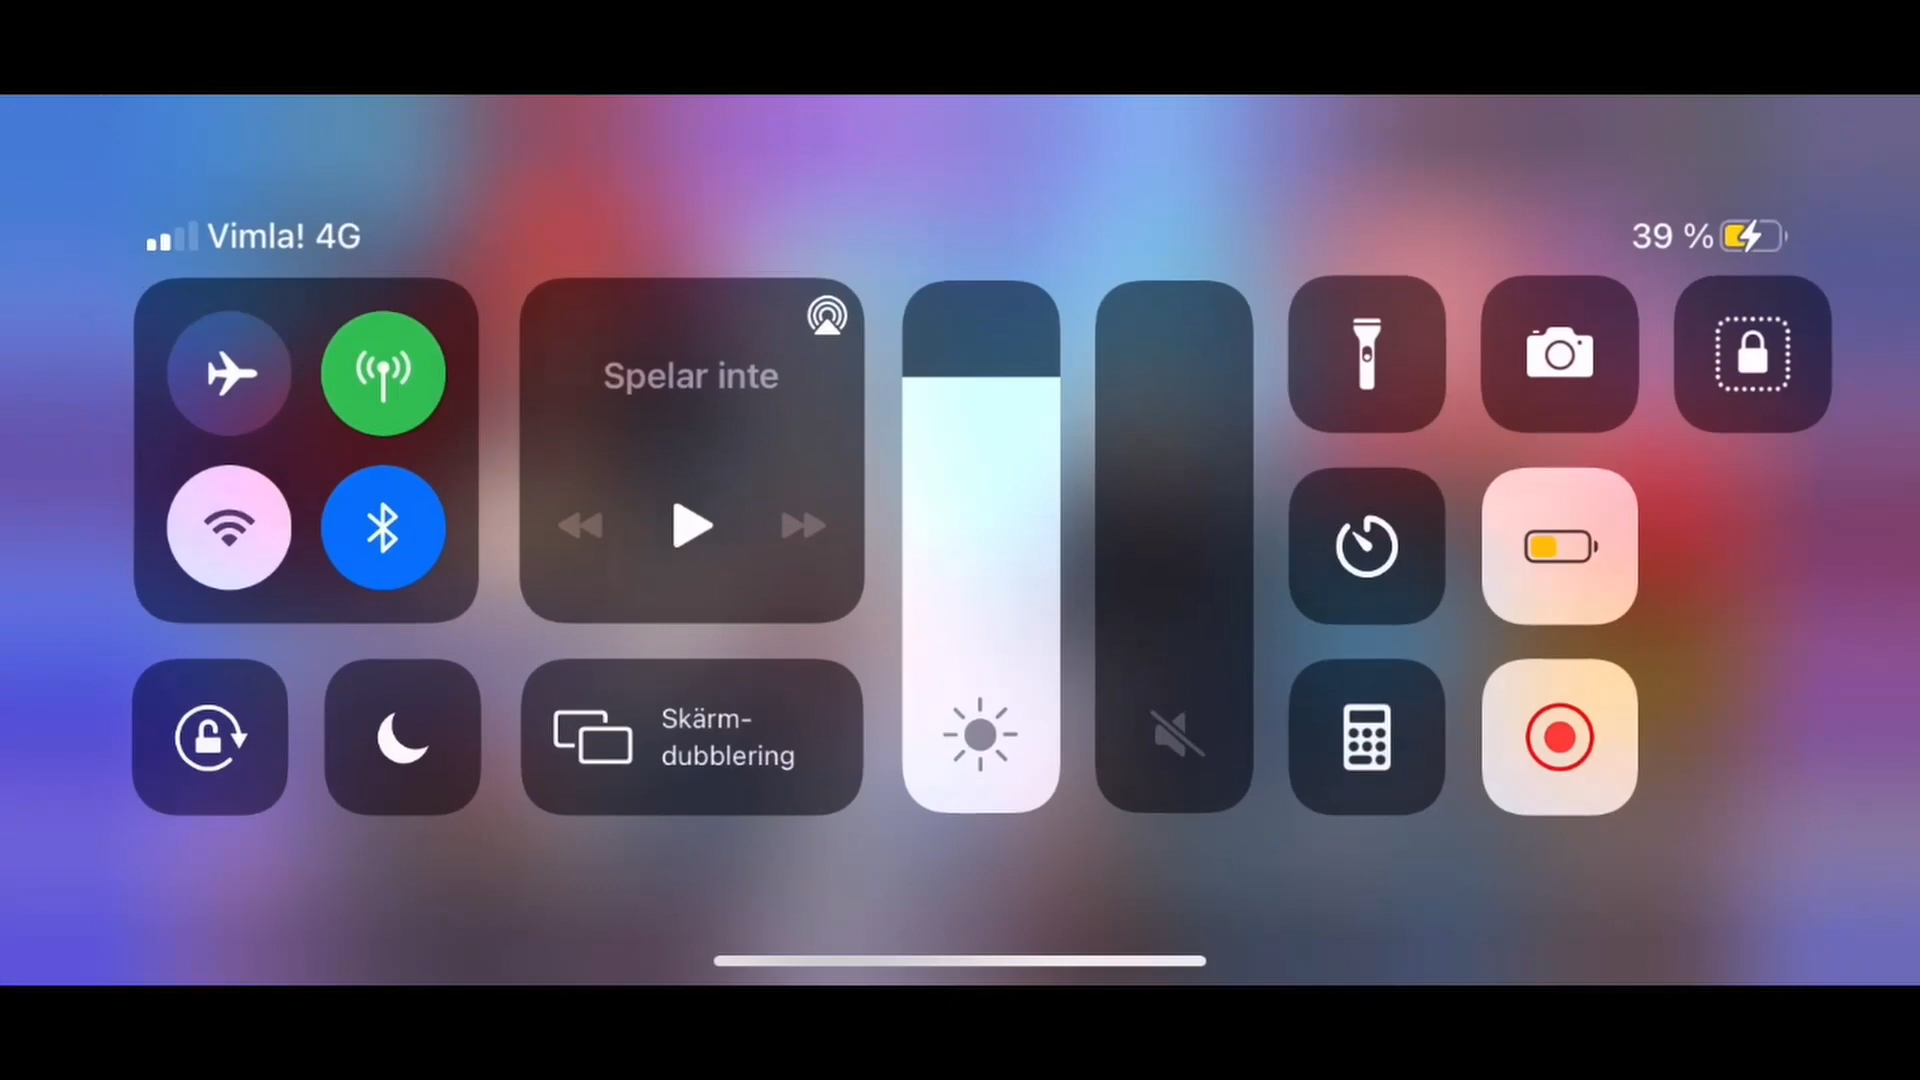 Vimla! 4G
39 %
Spelar inte
Skärm-
dubblering